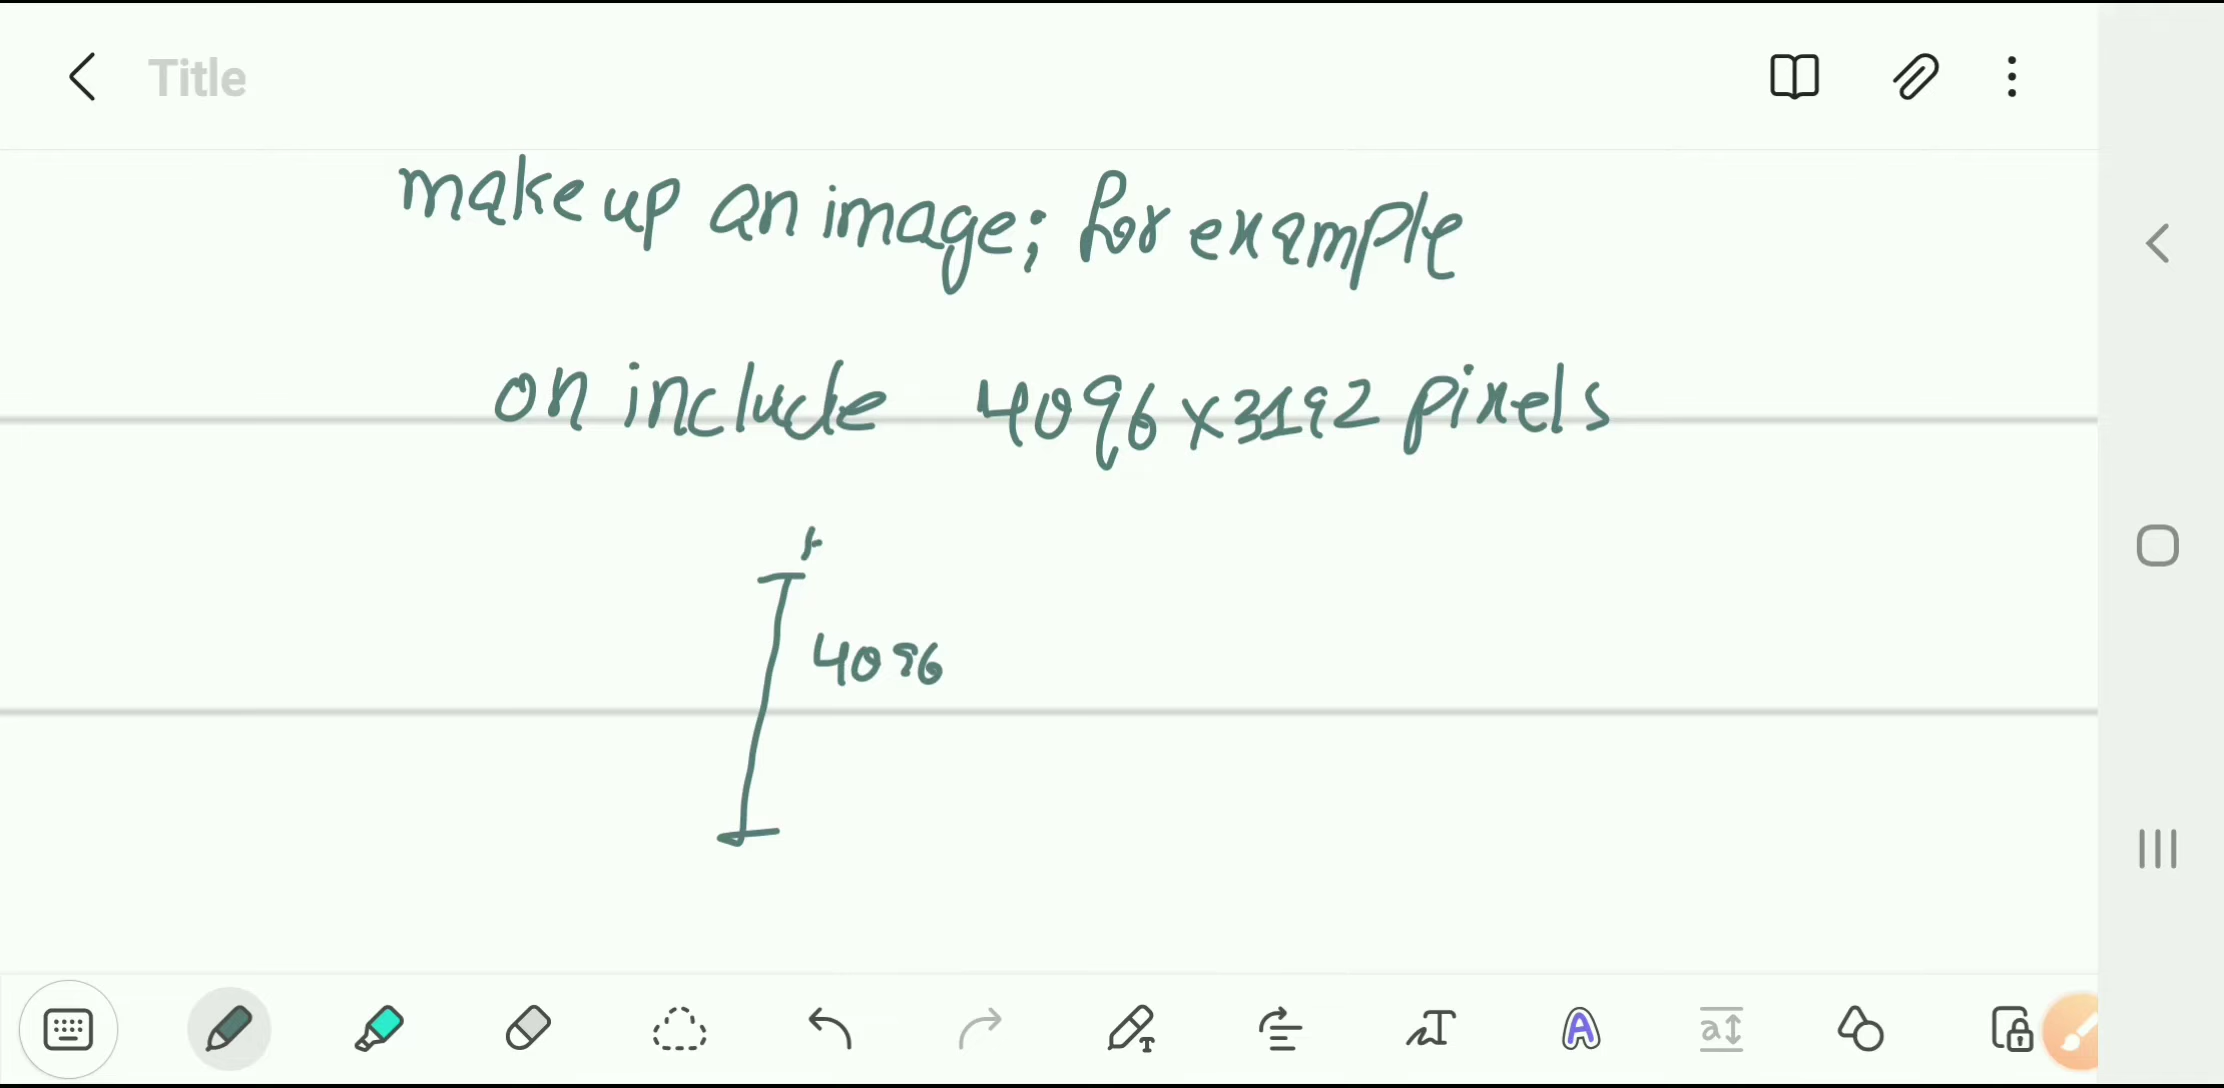 Title
make up an image; for example
on include 4096 x 3192 pixels
4096